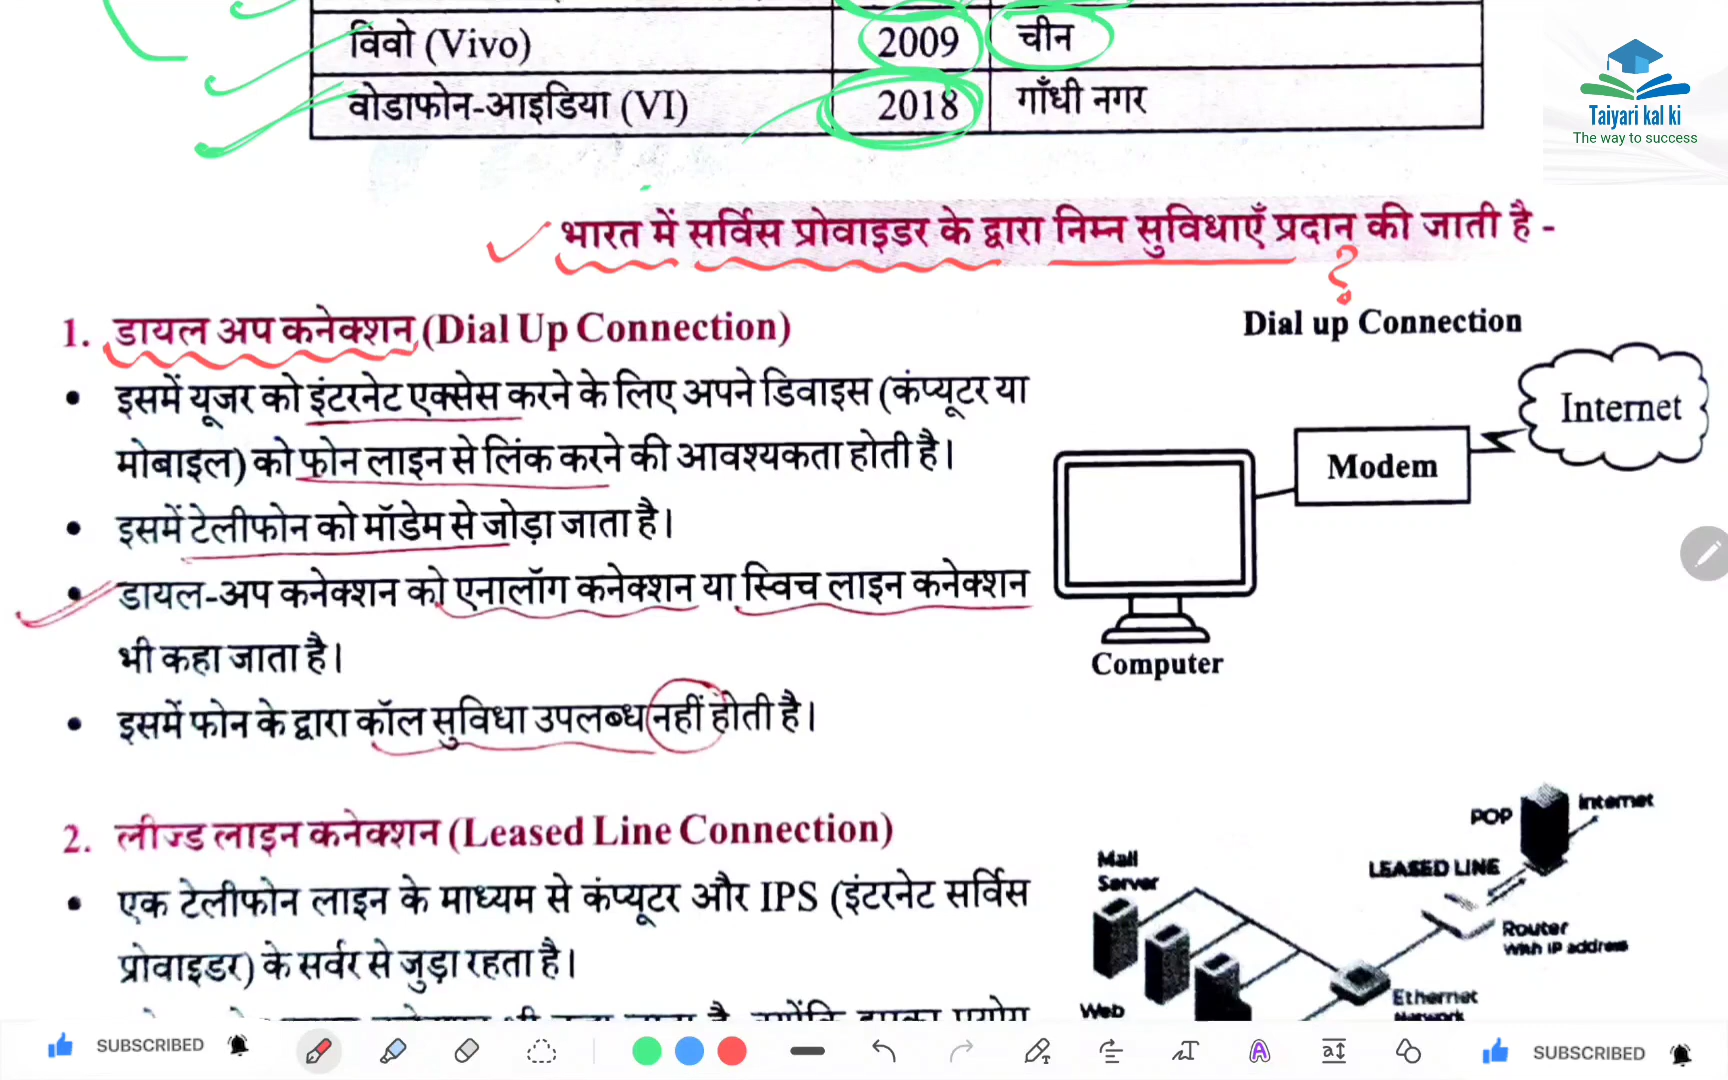 विवो (Vivo) 2009 चीन
वोडाफोन-आइडिया (VI) 2018 गाँधी नगर
Taiyari kal ki
The way to success
भारत में सर्विस प्रोवाइडर के द्वारा निम्न सुविधाएँ प्रदान की जाती है -
?
1. डायल अप कनेक्शन (Dial Up Connection)
• इसमें यूजर को इंटरनेट एक्सेस करने के लिए अपने डिवाइस (कंप्यूटर या
मोबाइल) को फोन लाइन से लिंक करने की आवश्यकता होती है।
• इसमें टेलीफोन को मॉडेम से जोड़ा जाता है।
• डायल-अप कनेक्शन को एनालॉग कनेक्शन या स्विच लाइन कनेक्शन
भी कहा जाता है।
• इसमें फोन के द्वारा कॉल सुविधा उपलब्ध नहीं होती है।
Dial up Connection
Internet
Modem
Computer
2. लीज्ड लाइन कनेक्शन (Leased Line Connection)
• एक टेलीफोन लाइन के माध्यम से कंप्यूटर और IPS (इंटरनेट सर्विस
प्रोवाइडर) के सर्वर से जुड़ा रहता है।
POP
Internet
LEASED LINE
Mail
Server
Router
With IP address
Ethernet
Network
Web
SUBSCRIBED
SUBSCRIBED